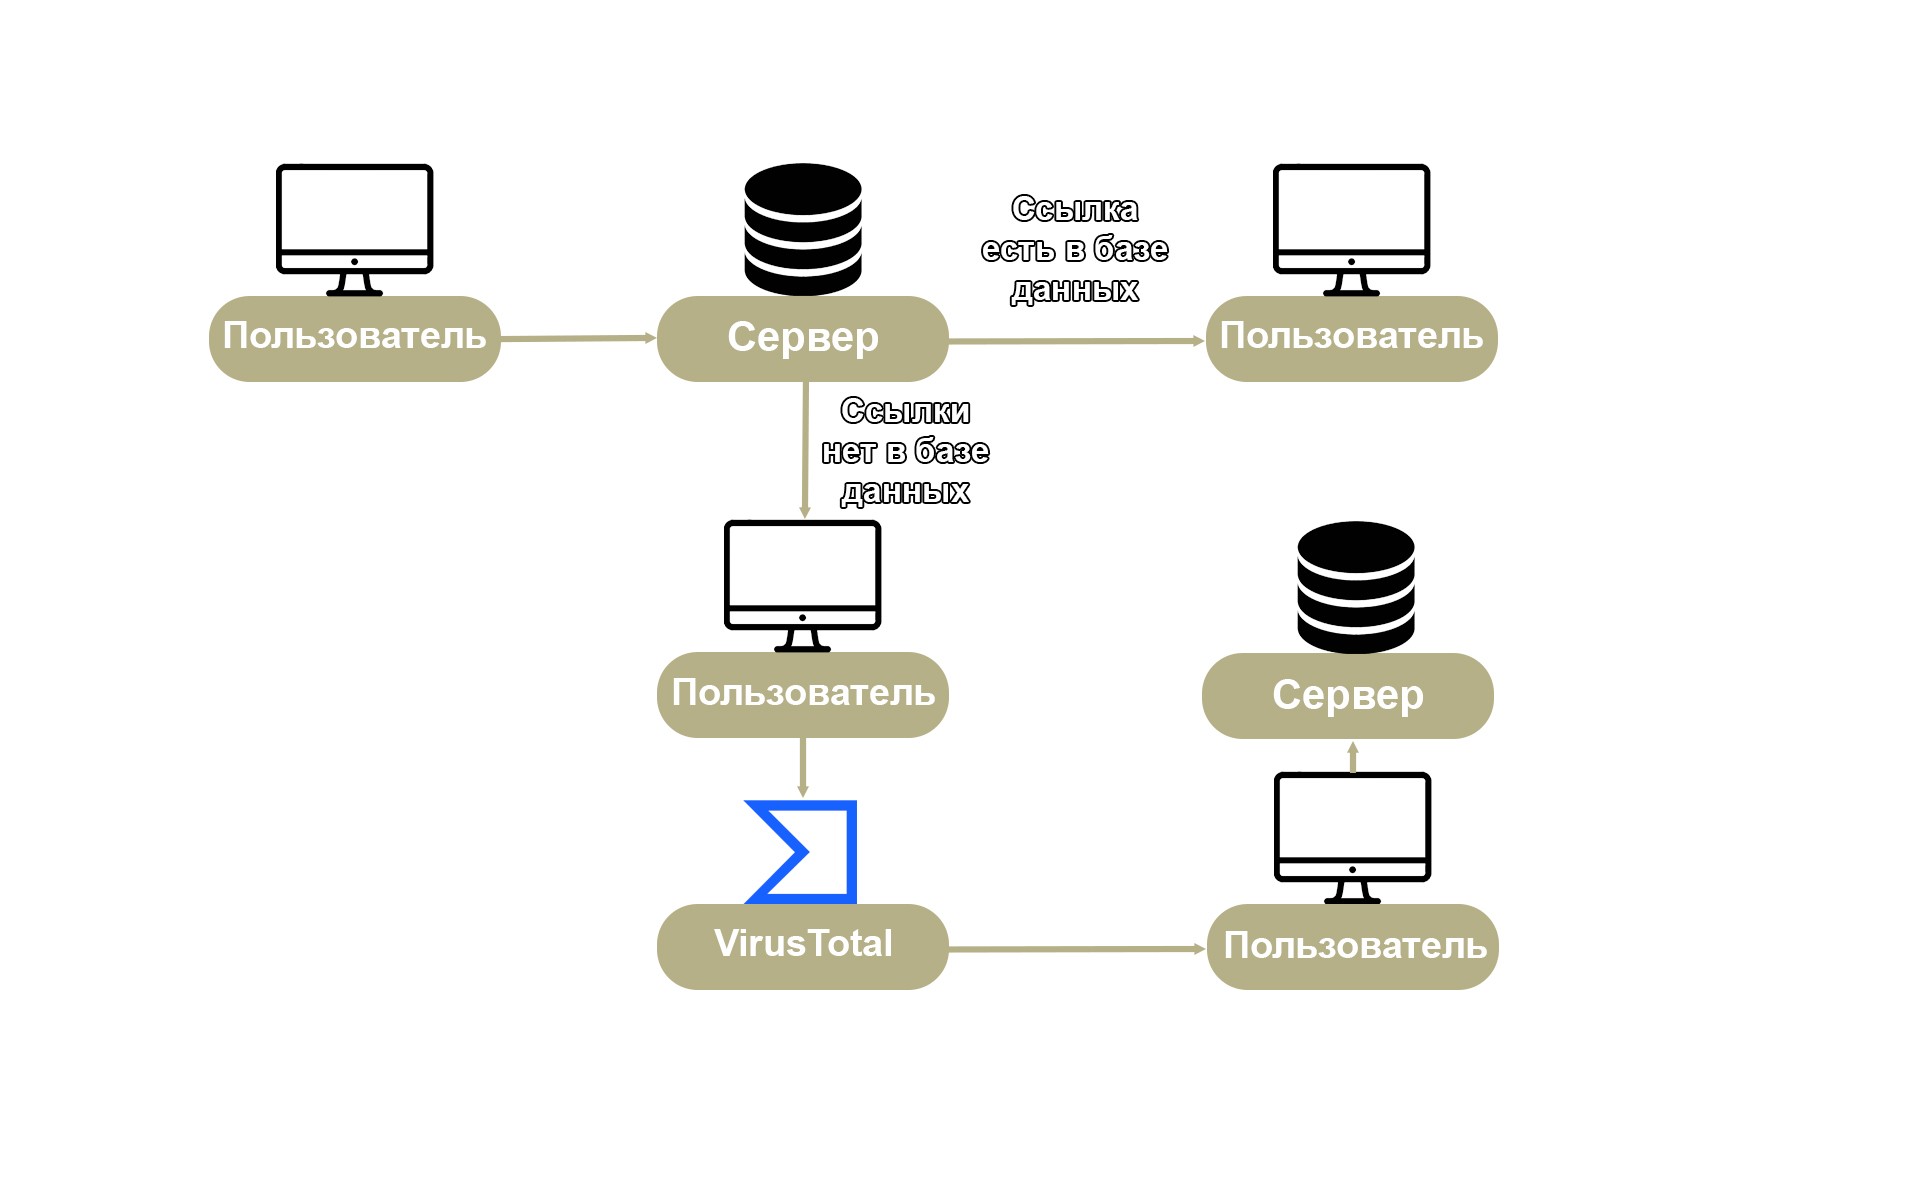 Ссылка
есть в базе
данных
Пользователь
Сервер
Пользователь
Ссылки
нет в базе
данных
Пользователь
Сервер
VirusTotal
Пользователь